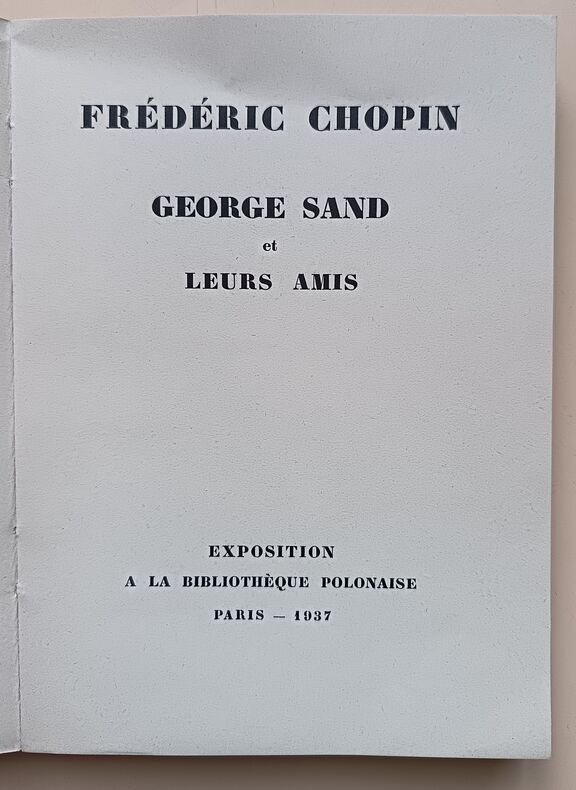 FRÉDÉRIC CHOPIN
GEORGE SAND
et
LEURS AMIS
EXPOSITION
A LA BIBLIOTHÈQUE POLONAISE
PARIS — 1937